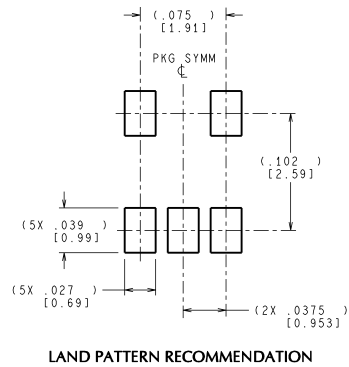 (.075 )
[1.91]
PKG SYMM
℄
(.102 )
[2.59]
(5X .039 )
[0.99]
(5X .027 )
[0.69]
(2X .0375 )
[0.953]
LAND PATTERN RECOMMENDATION